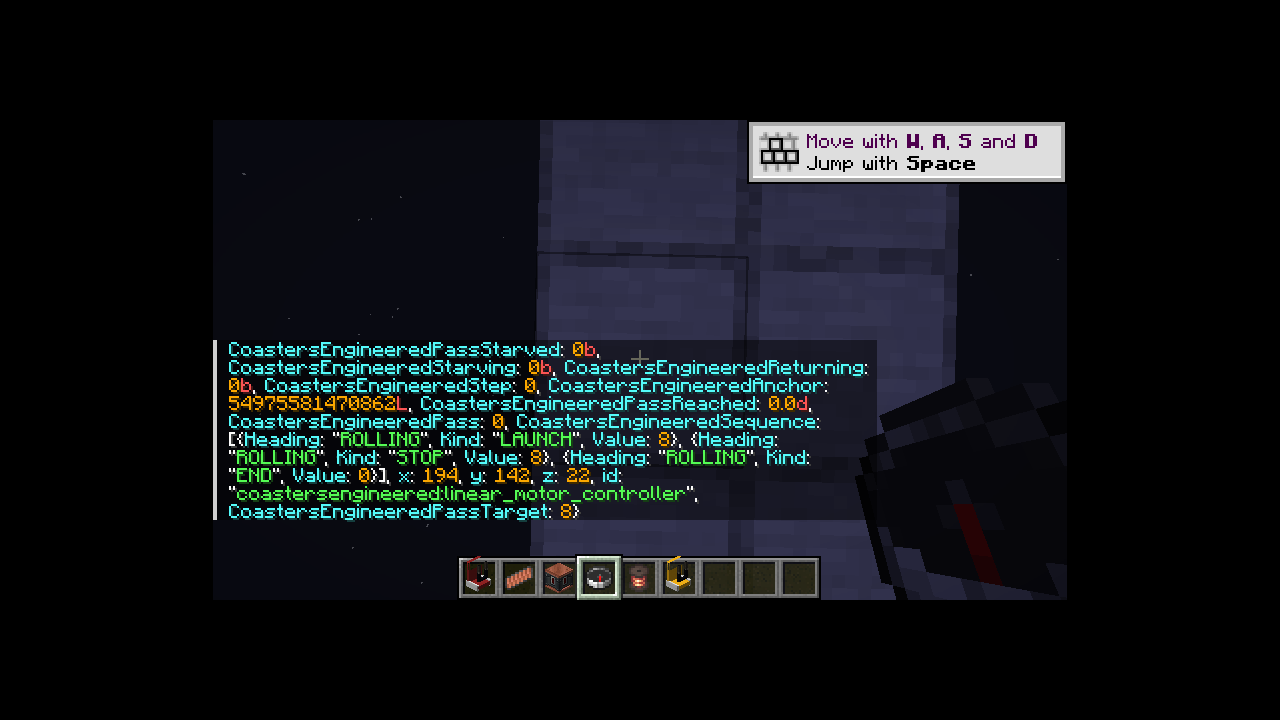 Move with W, A, S and D
Jump with Space
CoastersEngineeredPassStarved: 0b,
CoastersEngineeredStarving: 0b, CoastersEngineeredReturning:
0b, CoastersEngineeredStep: 0, CoastersEngineeredAnchor:
54975581470862L, CoastersEngineeredPassReached: 0.0d,
CoastersEngineeredPass: 0, CoastersEngineeredSequence:
[{Heading: "ROLLING", Kind: "LAUNCH", Value: 8}, {Heading:
"ROLLING", Kind: "STOP", Value: 8}, {Heading: "ROLLING", Kind:
"END", Value: 0}], x: 194, y: 142, z: 22, id:
"coastersengineered:linear_motor_controller",
CoastersEngineeredPassTarget: 8}